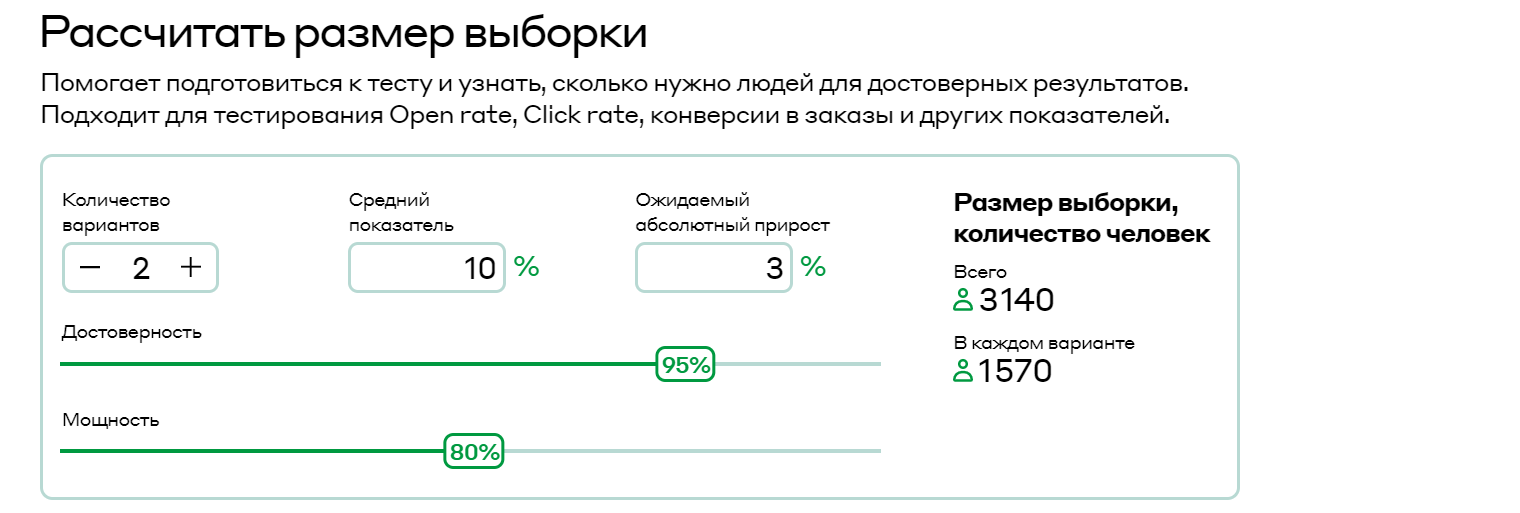 Рассчитать размер выборки
Помогает подготовиться к тесту и узнать, сколько нужно людей для достоверных результатов.
Подходит для тестирования Open rate, Click rate, конверсии в заказы и других показателей.
Количество
вариантов
− 2 +
Средний
показатель
10 %
Ожидаемый
абсолютный прирост
3 %
Достоверность
95%
Мощность
80%
Размер выборки,
количество человек
Всего
3140
В каждом варианте
1570